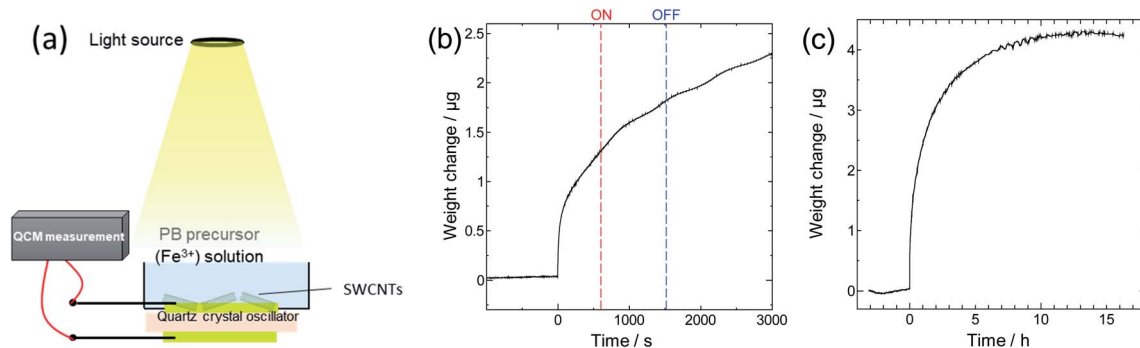 (a)
Light source
QCM measurement
PB precursor
(Fe³⁺) solution
SWCNTs
Quartz crystal oscillator
(b)
ON
OFF
Weight change / µg
2.5
2
1.5
1
0.5
0
0
1000
2000
3000
Time / s
(c)
Weight change / µg
4
3
2
1
0
0
5
10
15
Time / h